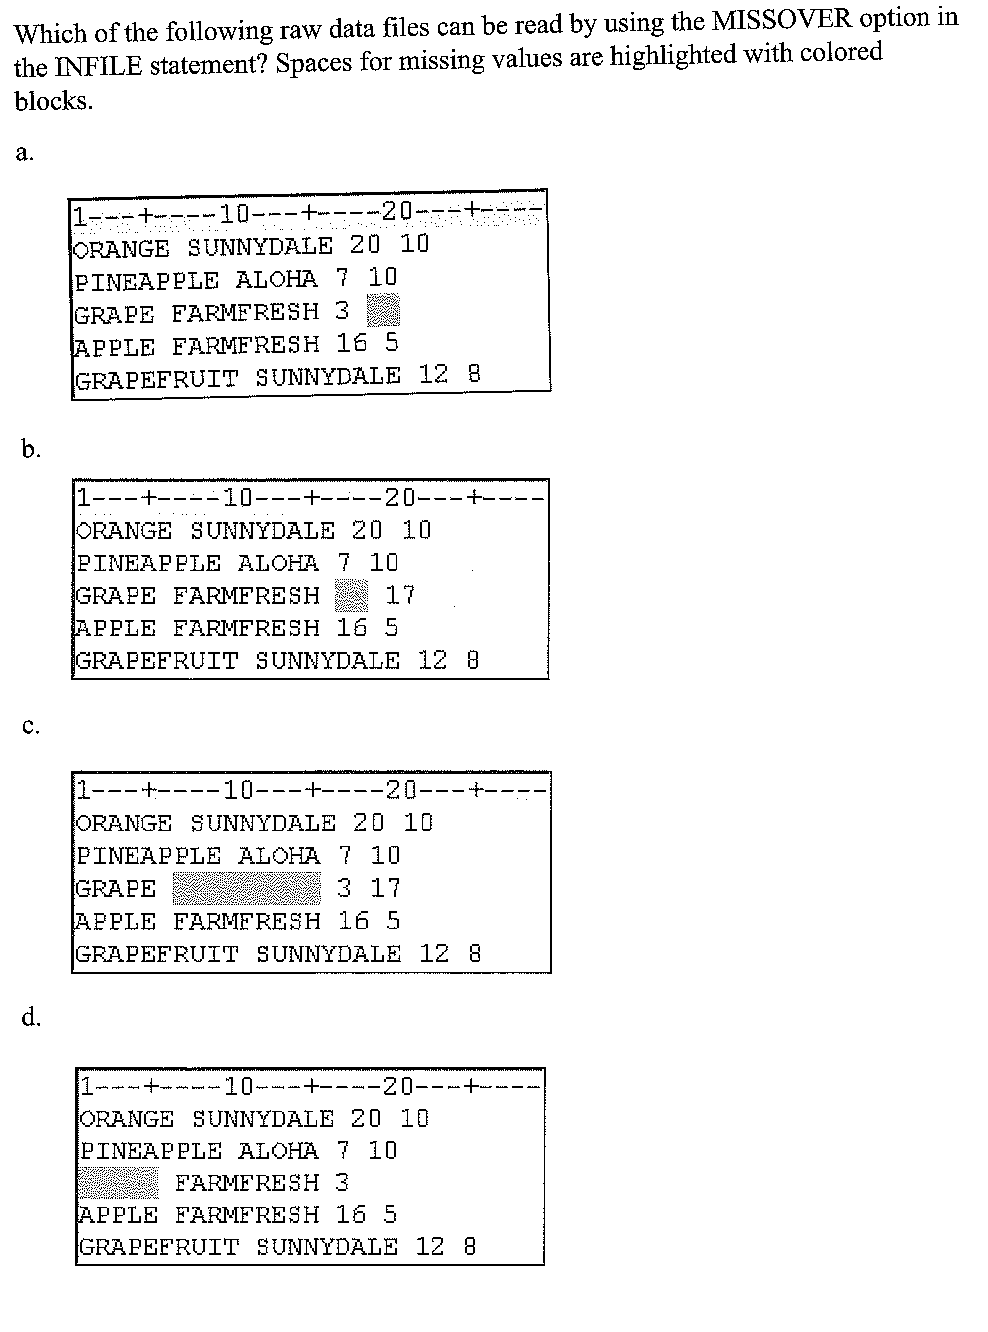 Which of the following raw data files can be read by using the MISSOVER option in
the INFILE statement? Spaces for missing values are highlighted with colored
blocks.
a.
1---+----10---+----20---+----
ORANGE SUNNYDALE 20 10
PINEAPPLE ALOHA 7 10
GRAPE FARMFRESH 3
APPLE FARMFRESH 16 5
GRAPEFRUIT SUNNYDALE 12 8
b.
1---+----10---+----20---+----
ORANGE SUNNYDALE 20 10
PINEAPPLE ALOHA 7 10
GRAPE FARMFRESH 17
APPLE FARMFRESH 16 5
GRAPEFRUIT SUNNYDALE 12 8
c.
1---+----10---+----20---+----
ORANGE SUNNYDALE 20 10
PINEAPPLE ALOHA 7 10
GRAPE 3 17
APPLE FARMFRESH 16 5
GRAPEFRUIT SUNNYDALE 12 8
d.
1---+----10---+----20---+----
ORANGE SUNNYDALE 20 10
PINEAPPLE ALOHA 7 10
FARMFRESH 3
APPLE FARMFRESH 16 5
GRAPEFRUIT SUNNYDALE 12 8